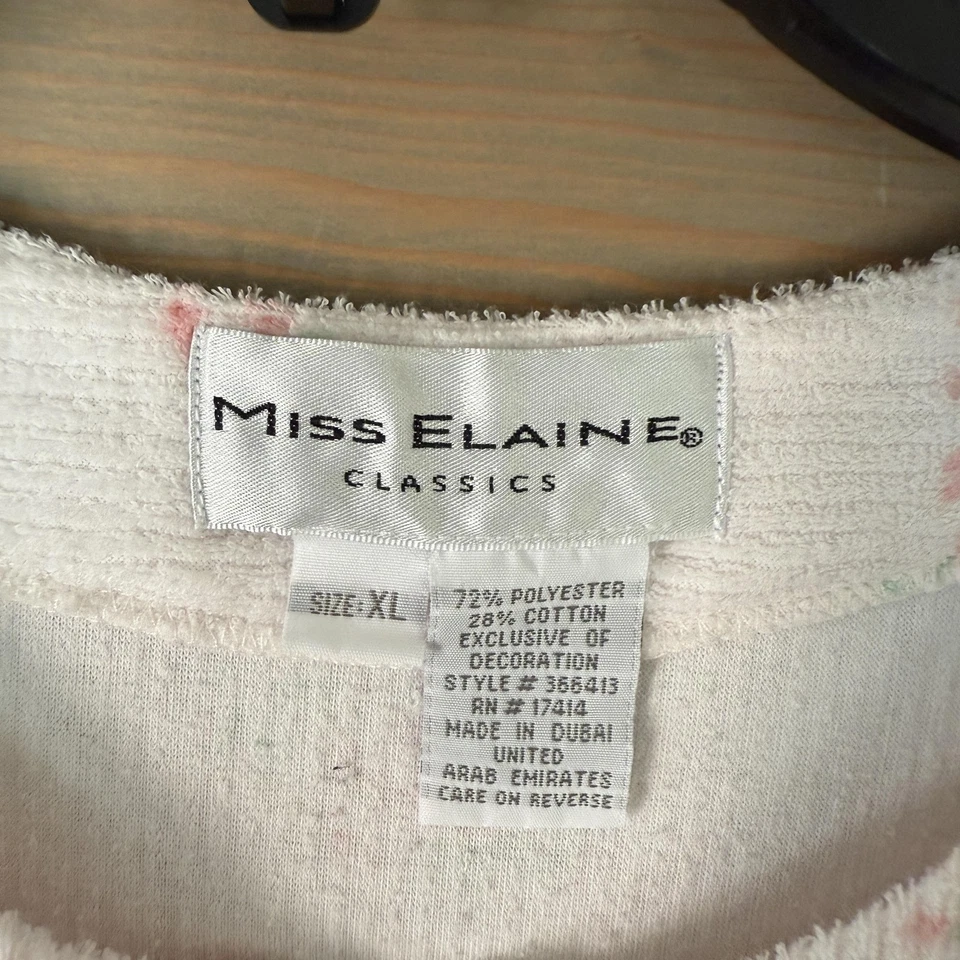 MISS ELAINE®
CLASSICS
SIZE: XL
72% POLYESTER
28% COTTON
EXCLUSIVE OF
DECORATION
STYLE # 366413
RN # 17414
MADE IN DUBAI
UNITED
ARAB EMIRATES
CARE ON REVERSE